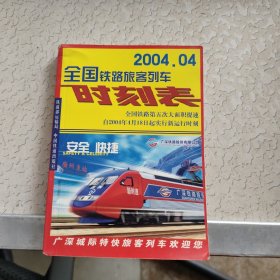 2004.04
全国铁路旅客列车
时刻表
全国铁路第五次大面积提速
自2004年4月18日起实行新运行时刻
安全 快捷
广深城际特快旅客列车欢迎您